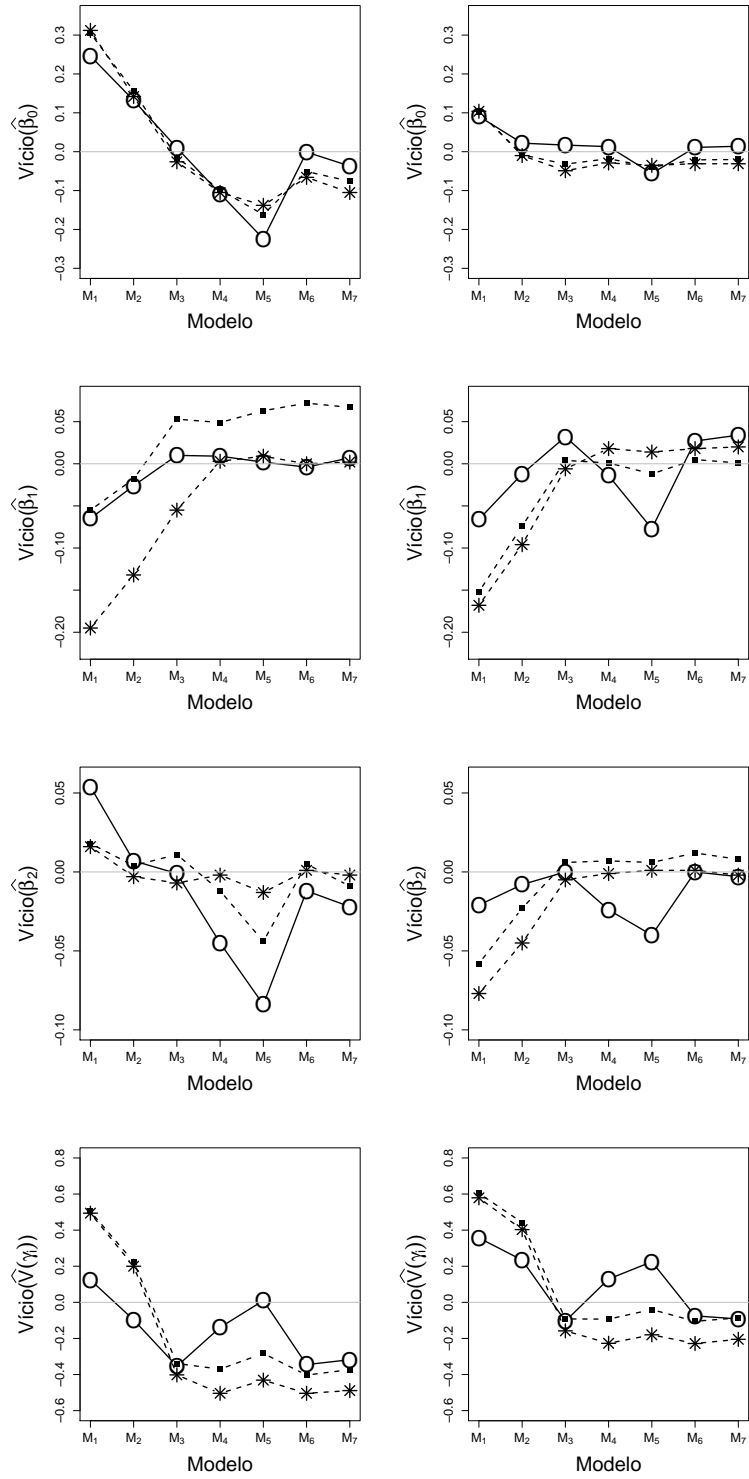 Vício(β̂₀)
0.3
0.2
0.1
0.0
−0.1
−0.2
−0.3
M₁ M₂ M₃ M₄ M₅ M₆ M₇
Modelo
Vício(β̂₀)
0.3
0.2
0.1
0.0
−0.1
−0.2
−0.3
M₁ M₂ M₃ M₄ M₅ M₆ M₇
Modelo
Vício(β̂₁)
0.05
0.00
−0.10
−0.20
M₁ M₂ M₃ M₄ M₅ M₆ M₇
Modelo
Vício(β̂₁)
0.05
0.00
−0.10
−0.20
M₁ M₂ M₃ M₄ M₅ M₆ M₇
Modelo
Vício(β̂₂)
0.05
0.00
−0.05
−0.10
M₁ M₂ M₃ M₄ M₅ M₆ M₇
Modelo
Vício(β̂₂)
0.05
0.00
−0.05
−0.10
M₁ M₂ M₃ M₄ M₅ M₆ M₇
Modelo
Vício(V̂(γᵢ))
0.8
0.6
0.4
0.2
0.0
−0.2
−0.4
−0.6
M₁ M₂ M₃ M₄ M₅ M₆ M₇
Modelo
Vício(V̂(γᵢ))
0.8
0.6
0.4
0.2
0.0
−0.2
−0.4
−0.6
M₁ M₂ M₃ M₄ M₅ M₆ M₇
Modelo